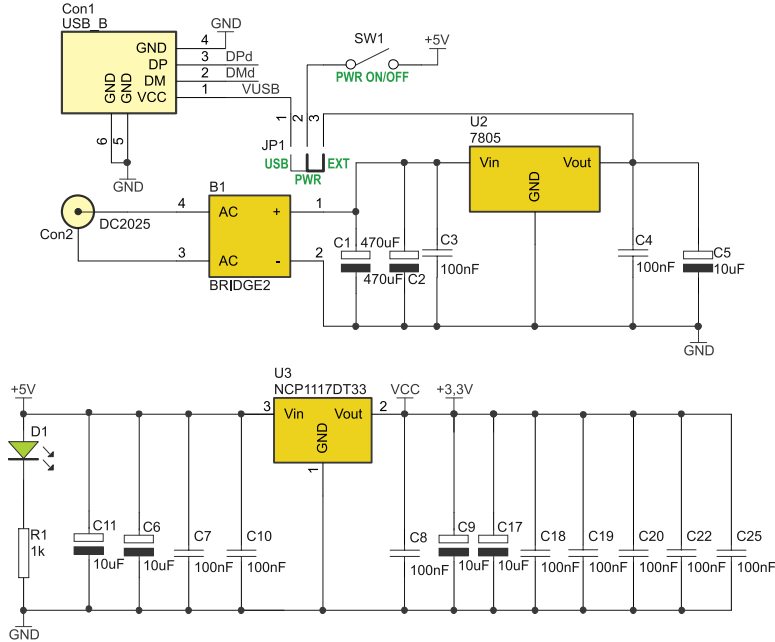 Con1
USB_B
GND
DP
DM
VCC
GND
GND
4
3
2
1
6
5
GND
DPd
DMd
VUSB
GND
SW1
+5V
PWR ON/OFF
1
2
3
JP1
USB
EXT
PWR
U2
7805
Vin
Vout
GND
Con2
DC2025
4
3
B1
AC
+
AC
-
BRIDGE2
1
2
C1
470uF
470uF
C2
C3
100nF
C4
100nF
C5
10uF
GND
+5V
D1
R1
1k
GND
C11
10uF
C6
10uF
C7
100nF
C10
100nF
U3
NCP1117DT33
3
Vin
Vout
2
GND
1
VCC
+3,3V
C8
100nF
C9
10uF
C17
10uF
C18
100nF
C19
100nF
C20
100nF
C22
100nF
C25
100nF